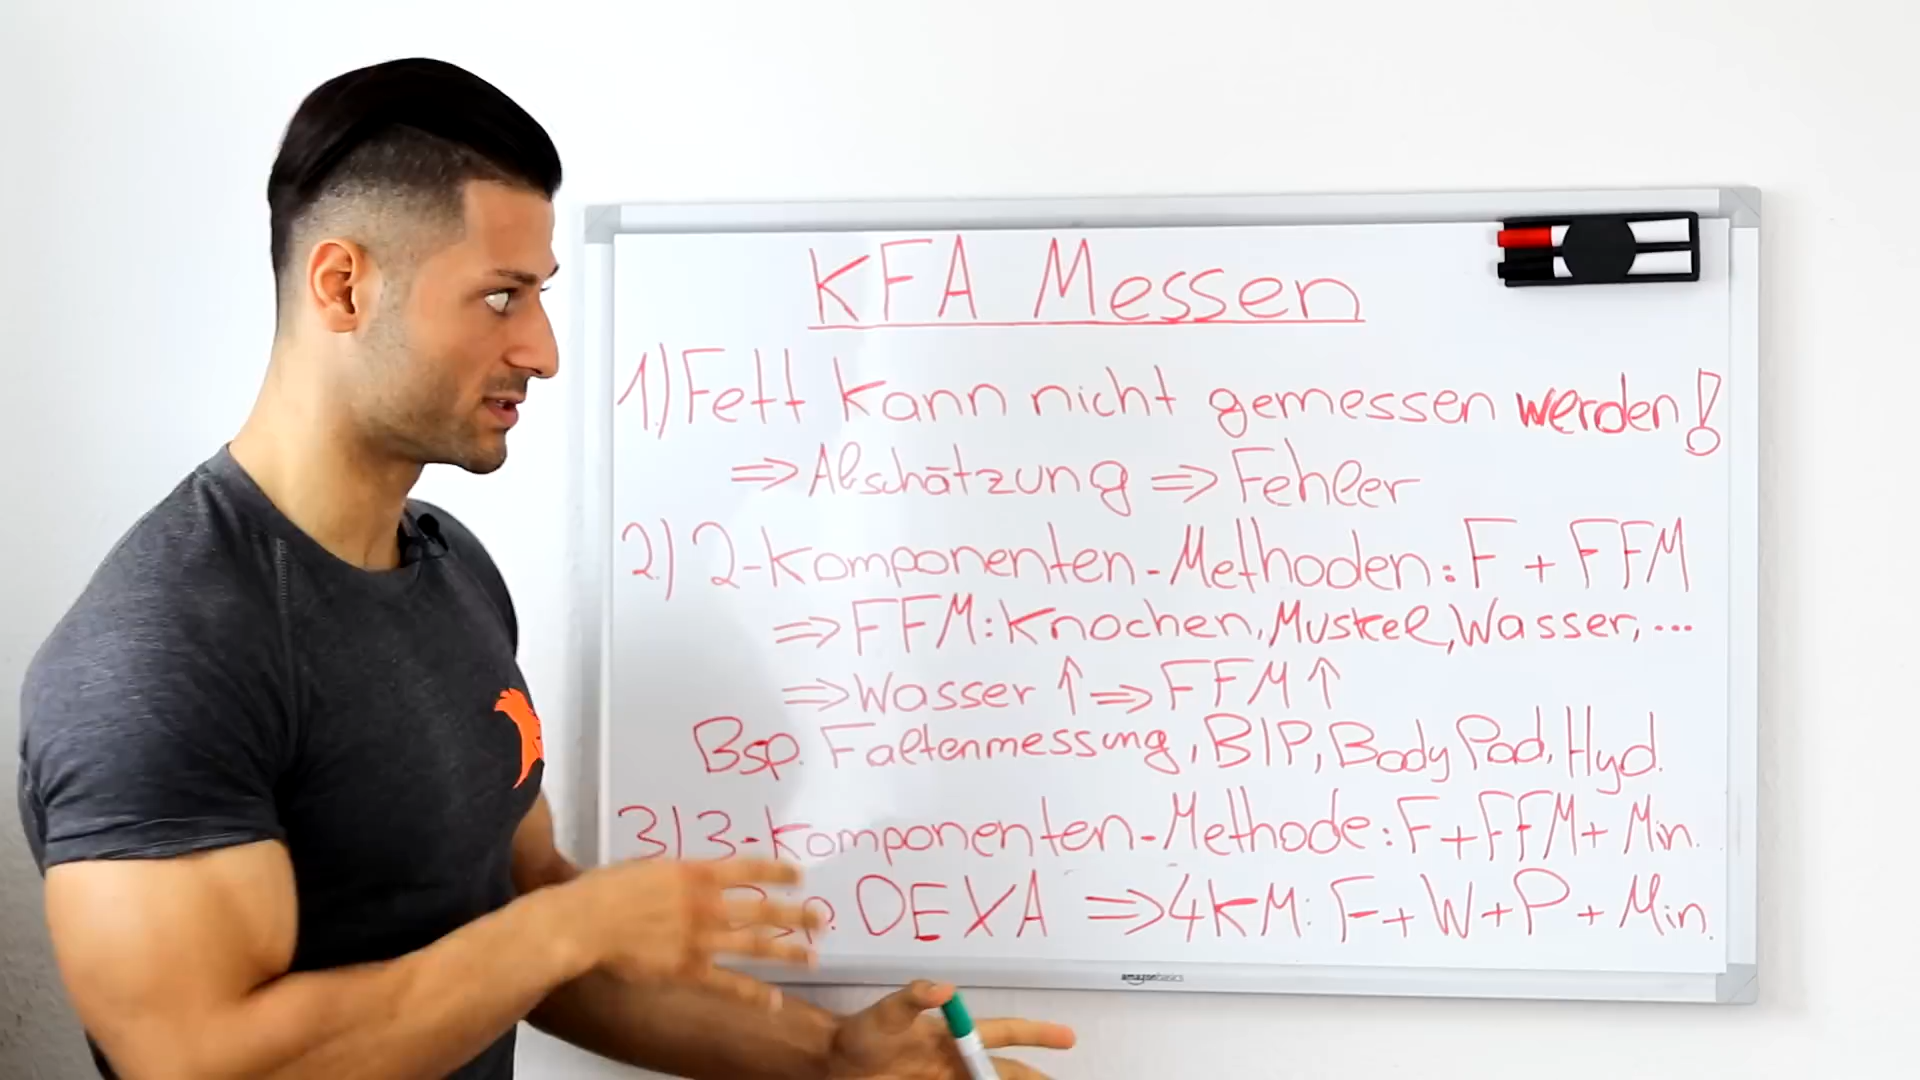 KFA Messen
1.) Fett kann nicht gemessen werden!
⇒ Abschätzung ⇒ Fehler
2.) 2-Komponenten-Methoden: F + FFM
⇒ FFM: Knochen, Muskel, Wasser, ...
⇒ Wasser ↑ ⇒ FFM ↑
Bsp. Faltenmessung, BIP, Body Pod, Hyd.
3.) 3-Komponenten-Methode: F + FFM + Min.
Bsp. DEXA ⇒ 4KM: F + W + P + Min.
amazonbasics